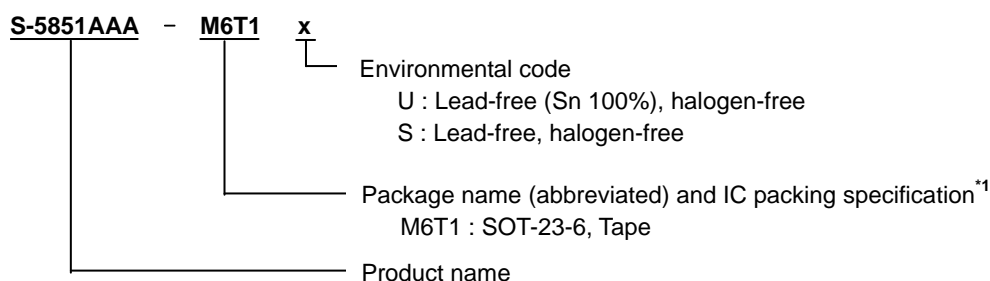 S-5851AAA − M6T1 x
Environmental code
U : Lead-free (Sn 100%), halogen-free
S : Lead-free, halogen-free
Package name (abbreviated) and IC packing specification*1
M6T1 : SOT-23-6, Tape
Product name